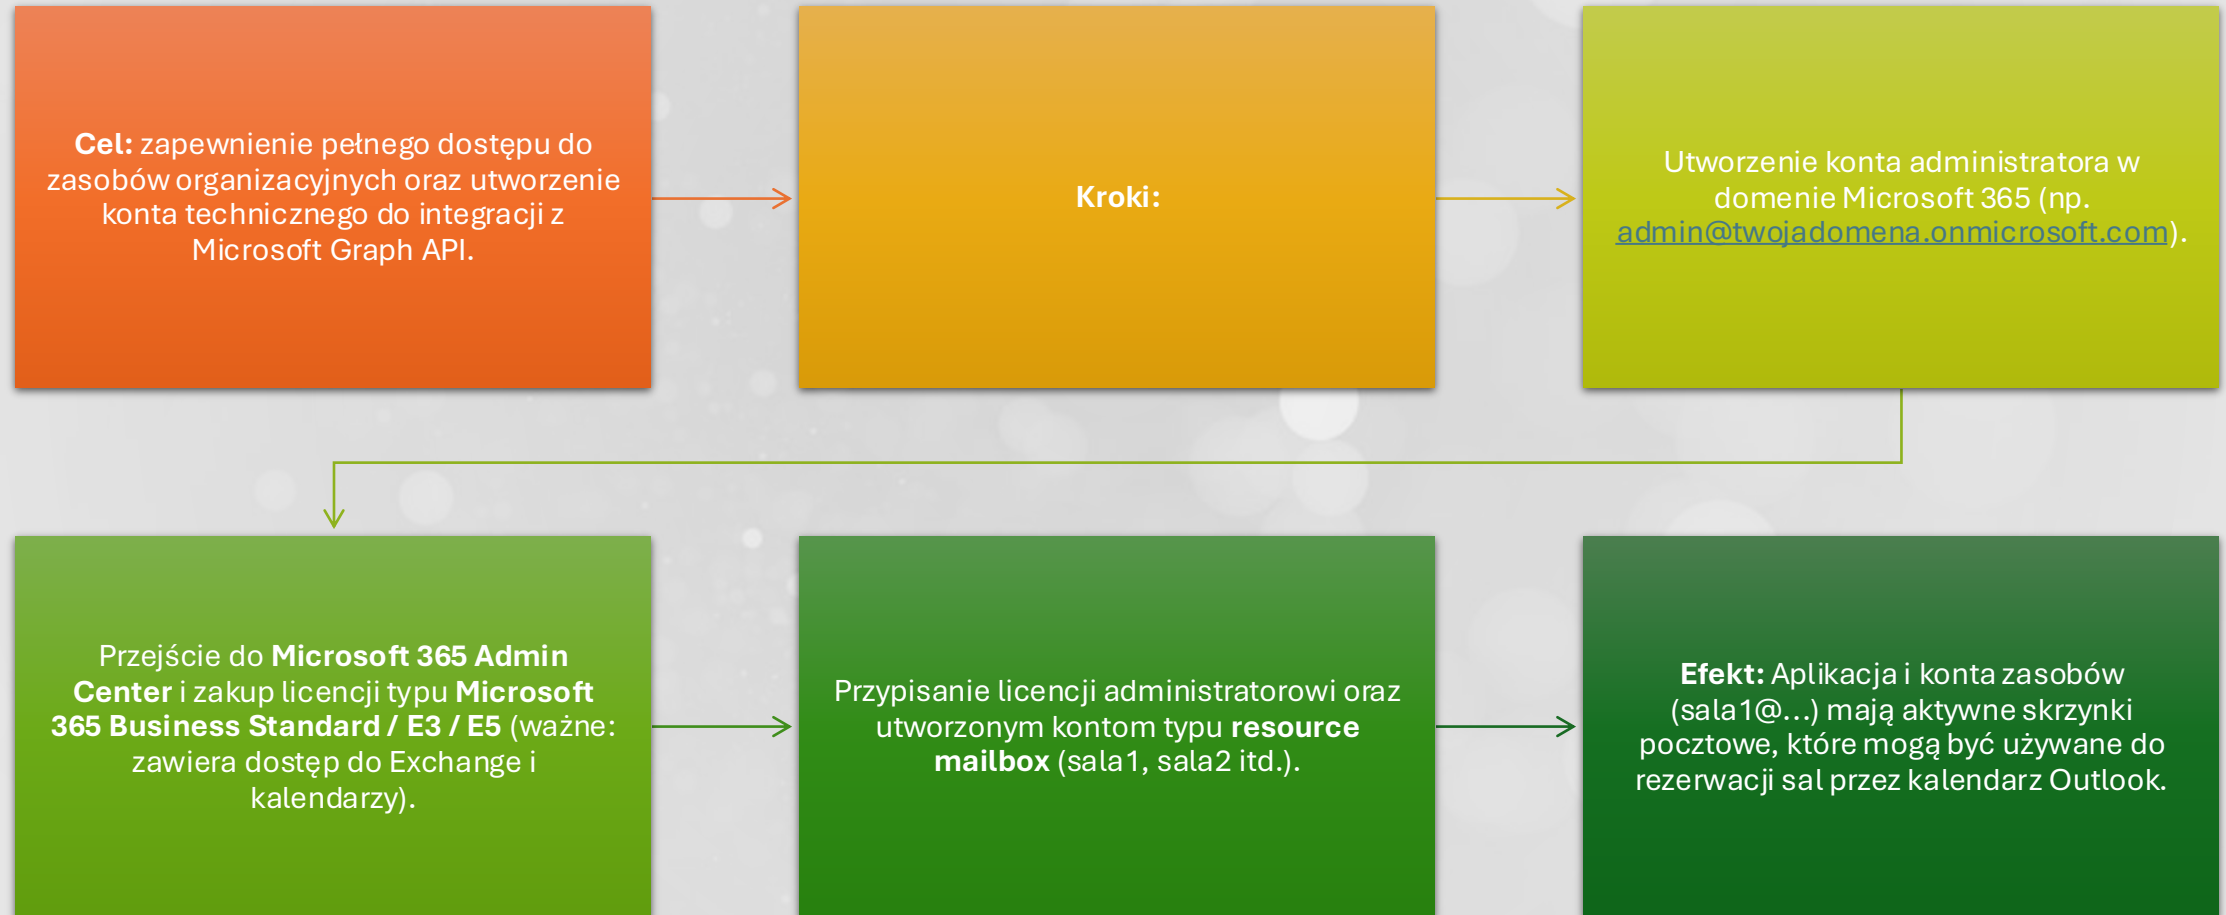 Cel: zapewnienie pełnego dostępu do
zasobów organizacyjnych oraz utworzenie
konta technicznego do integracji z
Microsoft Graph API.
Kroki:
Utworzenie konta administratora w
domenie Microsoft 365 (np.
admin@twojadomena.onmicrosoft.com).
Przejście do Microsoft 365 Admin
Center i zakup licencji typu Microsoft
365 Business Standard / E3 / E5 (ważne:
zawiera dostęp do Exchange i
kalendarzy).
Przypisanie licencji administratorowi oraz
utworzonym kontom typu resource
mailbox (sala1, sala2 itd.).
Efekt: Aplikacja i konta zasobów
(sala1@...) mają aktywne skrzynki
pocztowe, które mogą być używane do
rezerwacji sal przez kalendarz Outlook.